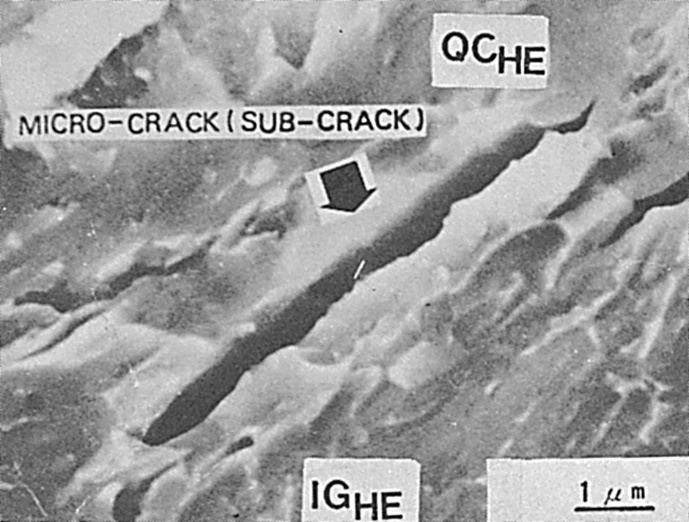 QCHE
MICRO-CRACK (SUB-CRACK)
IGHE
1 μm